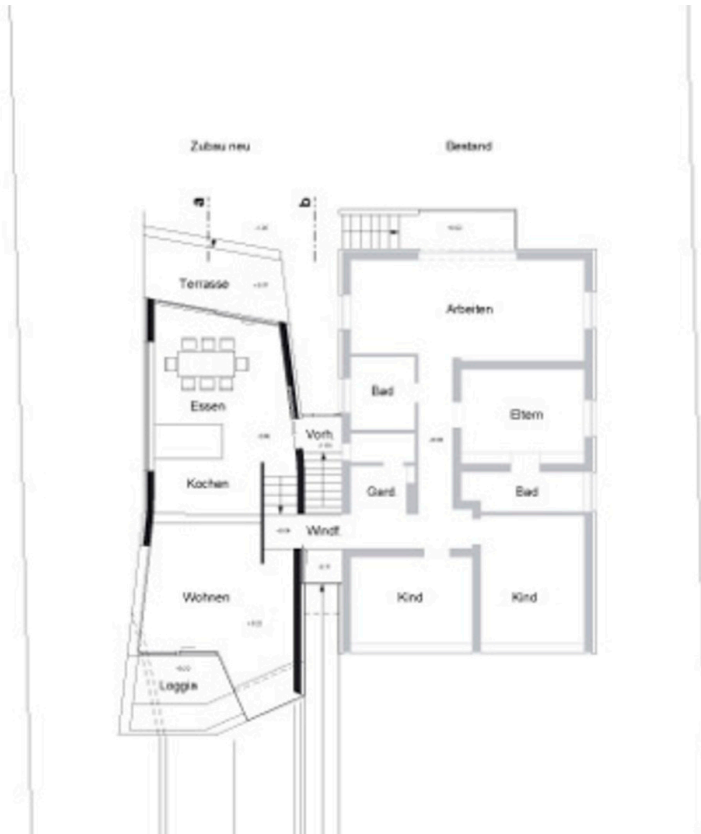 Zubau neu
Bestand
a
b
Terrasse
Arbeiten
Bad
Essen
Eltern
Vorh.
Kochen
Gard.
Bad
Windf.
Wohnen
Kind
Kind
Loggia